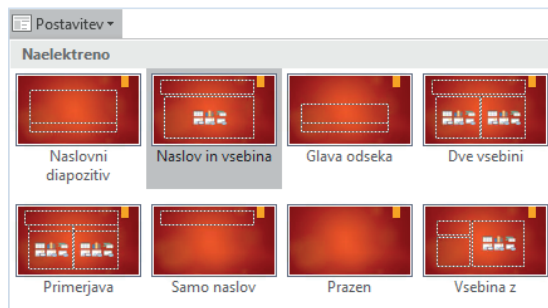 Postavitev
Naelektreno
Naslovni diapozitiv
Naslov in vsebina
Glava odseka
Dve vsebini
Primerjava
Samo naslov
Prazen
Vsebina z